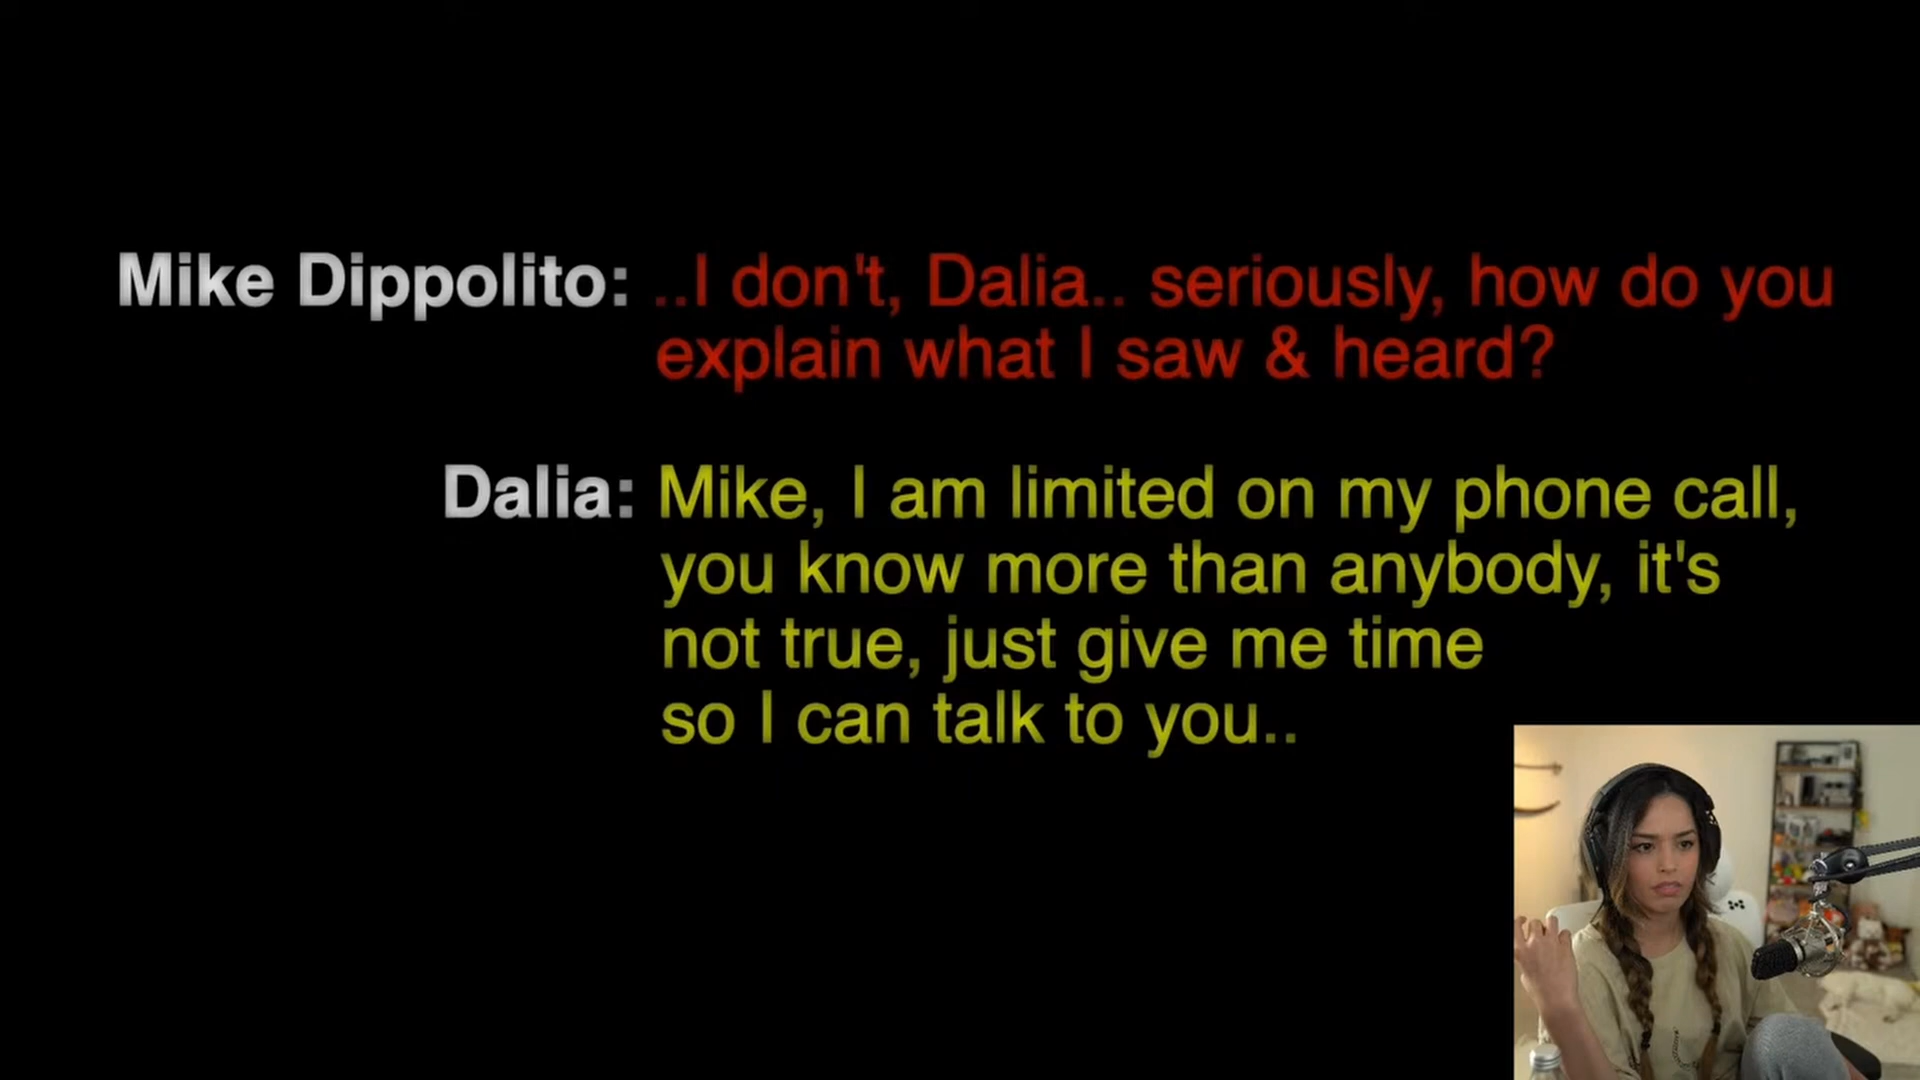 Mike Dippolito: ..I don't, Dalia.. seriously, how do you
explain what I saw & heard?
Dalia: Mike, I am limited on my phone call,
you know more than anybody, it's
not true, just give me time
so I can talk to you..